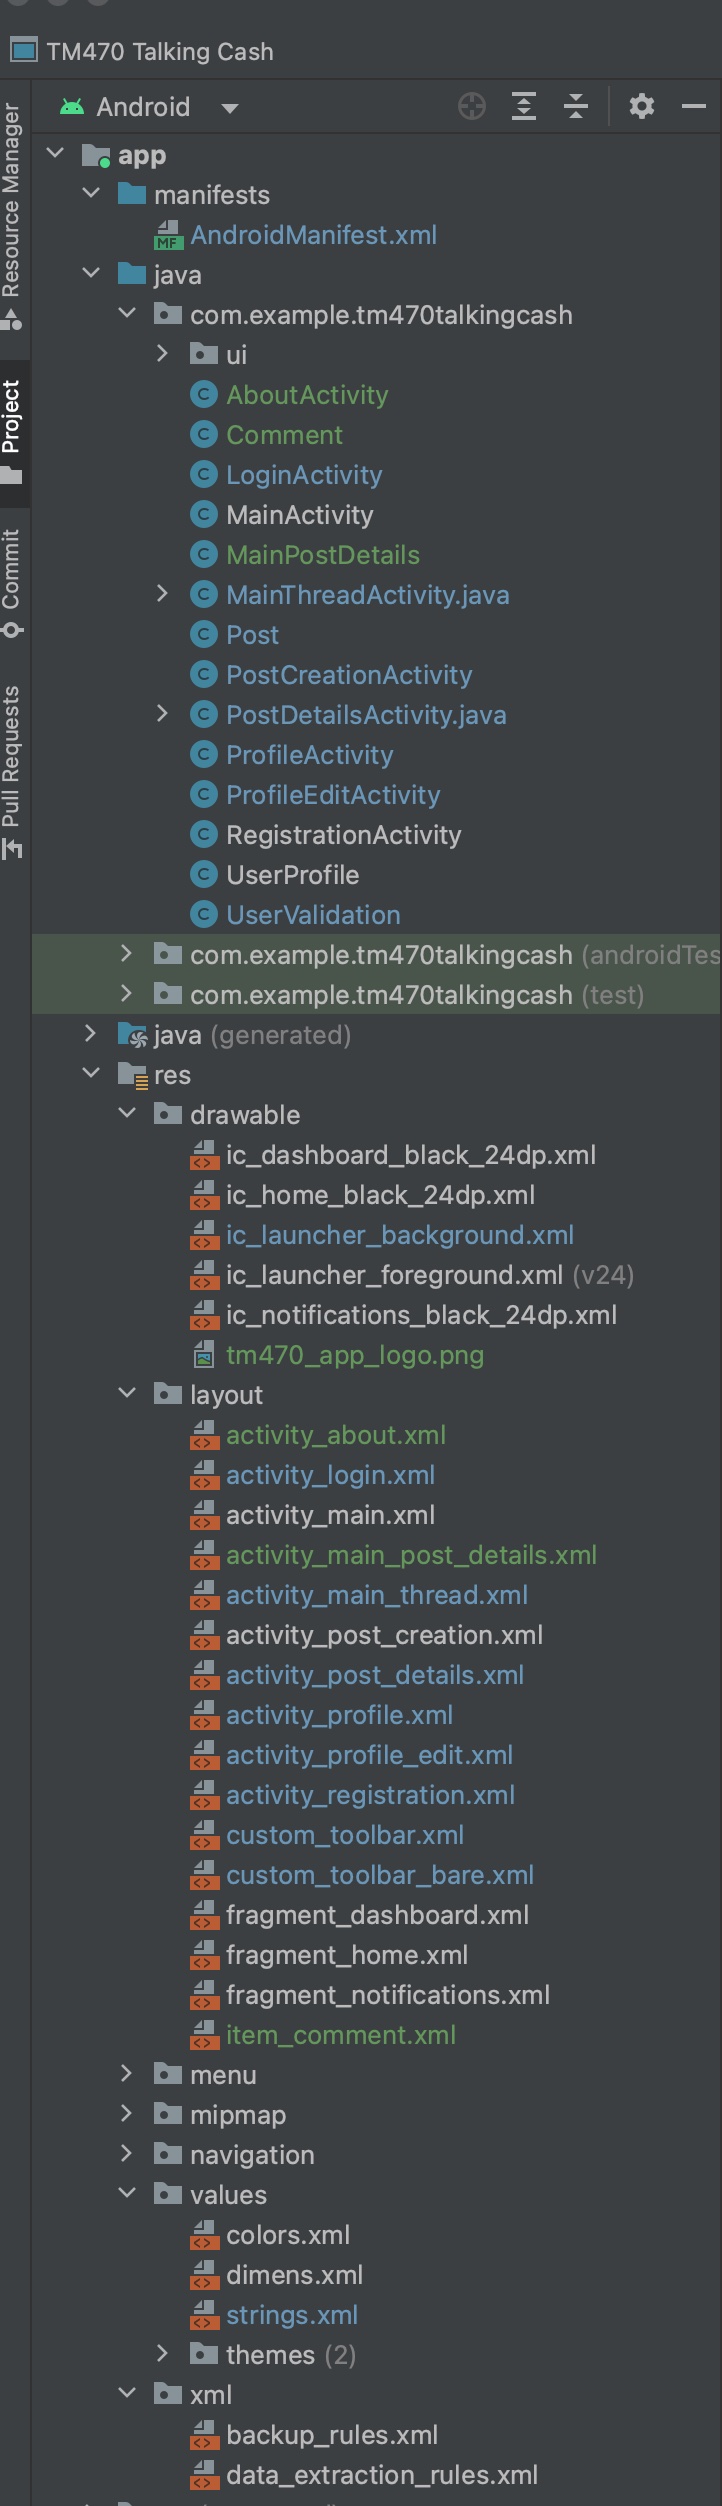 TM470 Talking Cash
Android
Resource Manager
Project
Commit
Pull Requests
app
manifests
MF
AndroidManifest.xml
java
com.example.tm470talkingcash
ui
C AboutActivity
C Comment
C LoginActivity
C MainActivity
C MainPostDetails
C MainThreadActivity.java
C Post
C PostCreationActivity
C PostDetailsActivity.java
C ProfileActivity
C ProfileEditActivity
C RegistrationActivity
C UserProfile
C UserValidation
com.example.tm470talkingcash (androidTes
com.example.tm470talkingcash (test)
java (generated)
res
drawable
ic_dashboard_black_24dp.xml
ic_home_black_24dp.xml
ic_launcher_background.xml
ic_launcher_foreground.xml (v24)
ic_notifications_black_24dp.xml
tm470_app_logo.png
layout
activity_about.xml
activity_login.xml
activity_main.xml
activity_main_post_details.xml
activity_main_thread.xml
activity_post_creation.xml
activity_post_details.xml
activity_profile.xml
activity_profile_edit.xml
activity_registration.xml
custom_toolbar.xml
custom_toolbar_bare.xml
fragment_dashboard.xml
fragment_home.xml
fragment_notifications.xml
item_comment.xml
menu
mipmap
navigation
values
colors.xml
dimens.xml
strings.xml
themes (2)
xml
backup_rules.xml
data_extraction_rules.xml